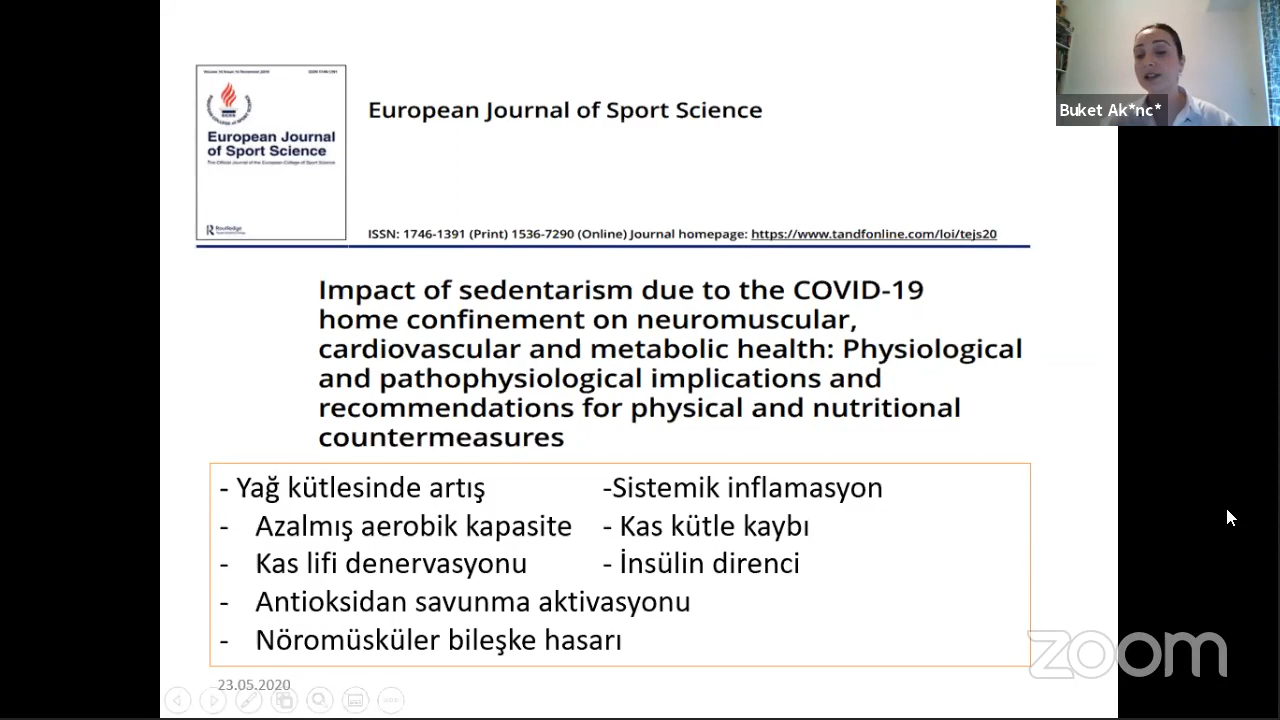 Buket Ak*nc*
European Journal of Sport Science
European Journal
of Sport Science
Routledge
ISSN: 1746-1391 (Print) 1536-7290 (Online) Journal homepage: https://www.tandfonline.com/loi/tejs20
Impact of sedentarism due to the COVID-19
home confinement on neuromuscular,
cardiovascular and metabolic health: Physiological
and pathophysiological implications and
recommendations for physical and nutritional
countermeasures
- Yağ kütlesinde artış -Sistemik inflamasyon
- Azalmış aerobik kapasite - Kas kütle kaybı
- Kas lifi denervasyonu - İnsülin direnci
- Antioksidan savunma aktivasyonu
- Nöromüsküler bileşke hasarı
23.05.2020
zoom